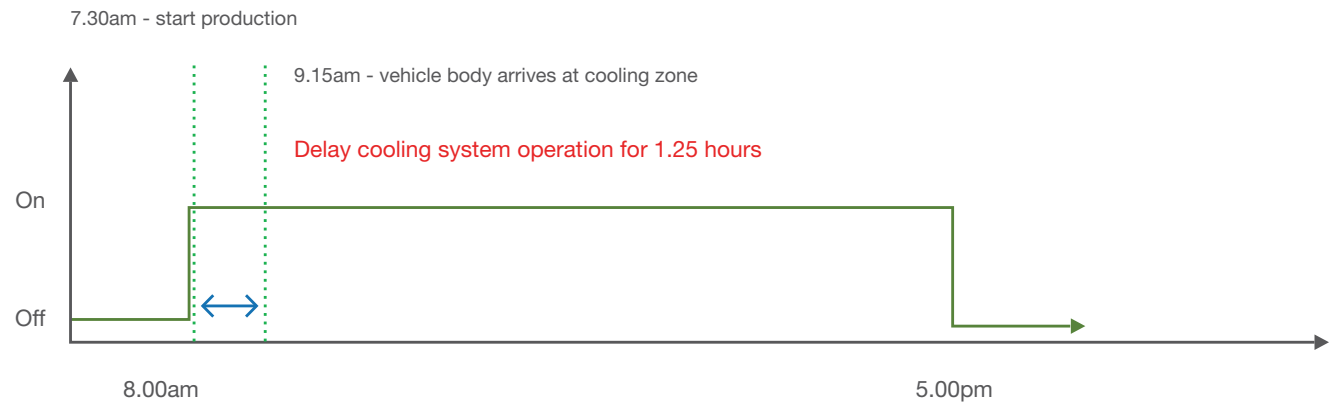 7.30am - start production
9.15am - vehicle body arrives at cooling zone
Delay cooling system operation for 1.25 hours
On
Off
8.00am
5.00pm